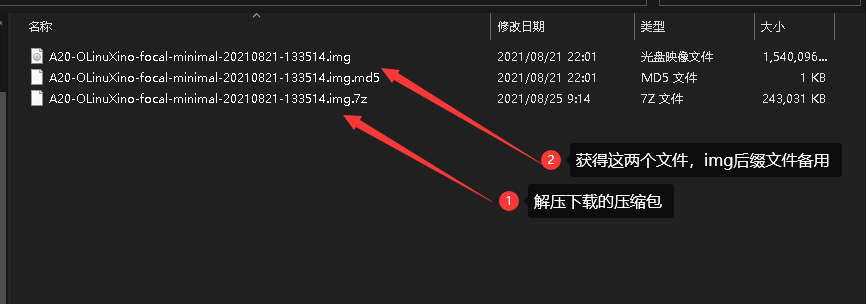 名称 修改日期 类型 大小
A20-OLinuXino-focal-minimal-20210821-133514.img 2021/08/21 22:01 光盘映像文件 1,540,096...
A20-OLinuXino-focal-minimal-20210821-133514.img.md5 2021/08/21 22:01 MD5 文件 1 KB
A20-OLinuXino-focal-minimal-20210821-133514.img.7z 2021/08/25 9:14 7Z 文件 243,031 KB
2 获得这两个文件，img后缀文件备用
1 解压下载的压缩包